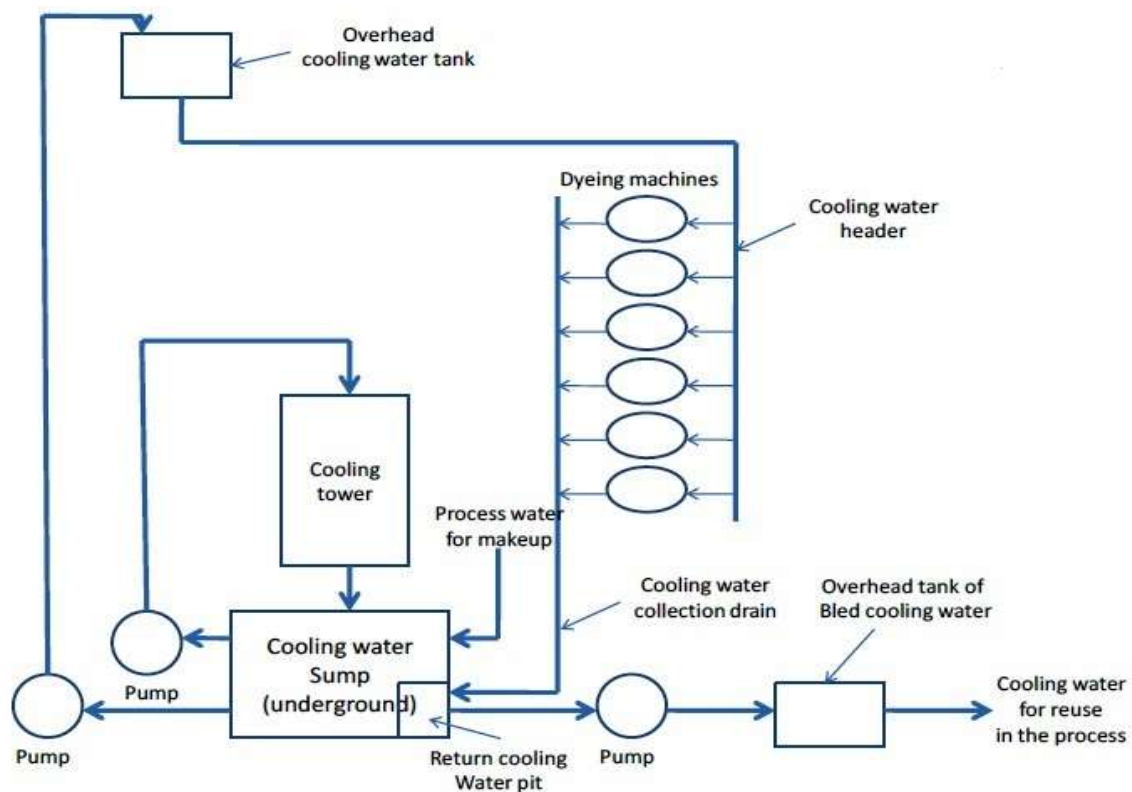 Overhead
cooling water tank
Dyeing machines
Cooling water
header
Cooling
tower
Process water
for makeup
Cooling water
collection drain
Overhead tank of
Bled cooling water
Cooling water
Sump
(underground)
Pump
Pump
Return cooling
Water pit
Pump
Cooling water
for reuse
in the process